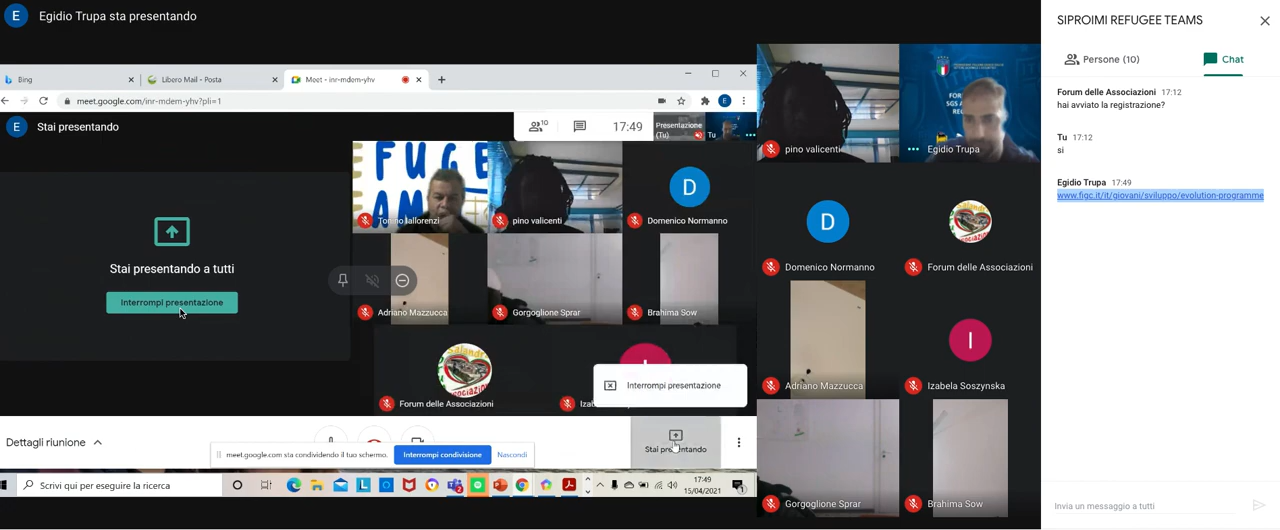 E Egidio Trupa sta presentando
SIPROIMI REFUGEE TEAMS
Persone (10)
Chat
Forum delle Associazioni 17:12
hai avviato la registrazione?
Tu 17:12
si
Egidio Trupa 17:49
www.figc.it/it/giovani/sviluppo/evolution-programme
Invia un messaggio a tutti
Bing
Libero Mail - Posta
Meet - inr-mdem-yhv
meet.google.com/inr-mdem-yhv?pli=1
E
E Stai presentando
10
17:49
Presentazione
(Tu)
Tu
Stai presentando a tutti
Interrompi presentazione
FUGE
AM
pino valicenti
D
Domenico Normanno
Adriano Mazzucca
Gorgoglione Sprar
Brahima Sow
Forum delle Associazioni
Interrompi presentazione
Dettagli riunione
meet.google.com sta condividendo il tuo schermo.
Interrompi condivisione
Nascondi
Stai presentando
Scrivi qui per eseguire la ricerca
17:49
15/04/2021
pino valicenti
Egidio Trupa
D
Domenico Normanno
Forum delle Associazioni
Adriano Mazzucca
I
Izabela Soszynska
Gorgoglione Sprar
Brahima Sow